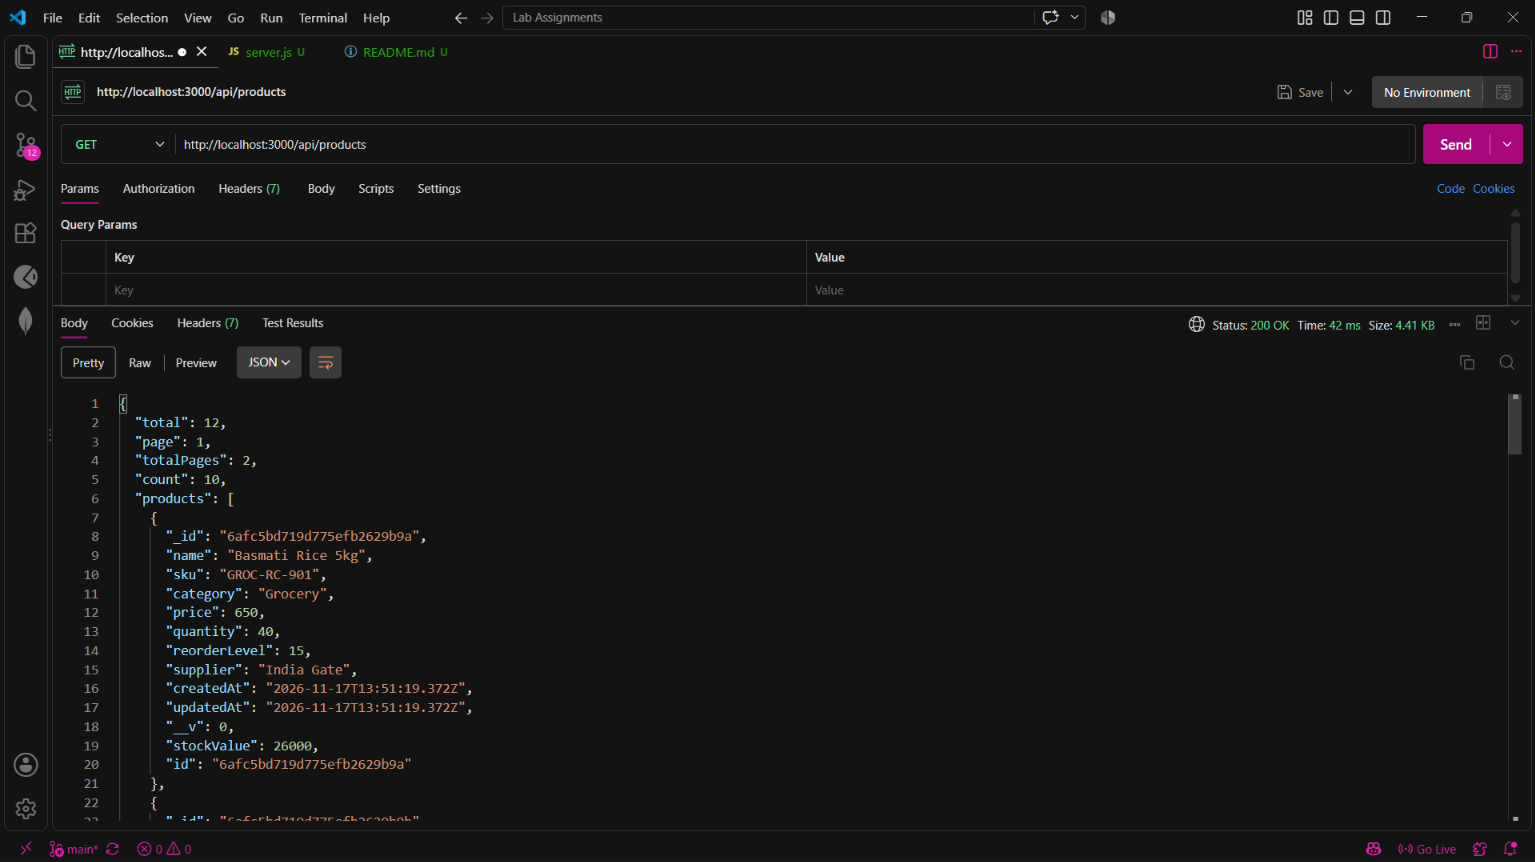 File Edit Selection View Go Run Terminal Help Lab Assignments
HTTP http://localhos... JS server.js U README.md U
HTTP http://localhost:3000/api/products Save No Environment
GET http://localhost:3000/api/products Send
Params Authorization Headers (7) Body Scripts Settings Code Cookies
Query Params
Key Value
Key Value
Body Cookies Headers (7) Test Results Status: 200 OK Time: 42 ms Size: 4.41 KB
Pretty Raw Preview JSON
1 {
2 "total": 12,
3 "page": 1,
4 "totalPages": 2,
5 "count": 10,
6 "products": [
7 {
8 "_id": "6afc5bd719d775efb2629b9a",
9 "name": "Basmati Rice 5kg",
10 "sku": "GROC-RC-901",
11 "category": "Grocery",
12 "price": 650,
13 "quantity": 40,
14 "reorderLevel": 15,
15 "supplier": "India Gate",
16 "createdAt": "2026-11-17T13:51:19.372Z",
17 "updatedAt": "2026-11-17T13:51:19.372Z",
18 "__v": 0,
19 "stockValue": 26000,
20 "id": "6afc5bd719d775efb2629b9a"
21 },
22 {
12
main* 0 0 Go Live